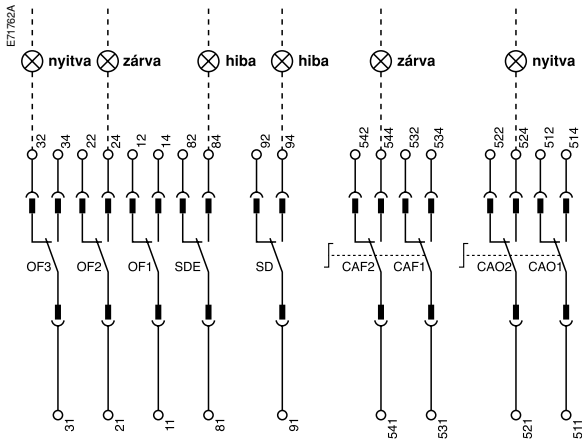 E71762A
nyitva zárva hiba hiba zárva nyitva
32 34 22 24 12 14 82 84 92 94 542 544 532 534 522 524 512 514
OF3 OF2 OF1 SDE SD CAF2 CAF1 CAO2 CAO1
31 21 11 81 91 541 531 521 511